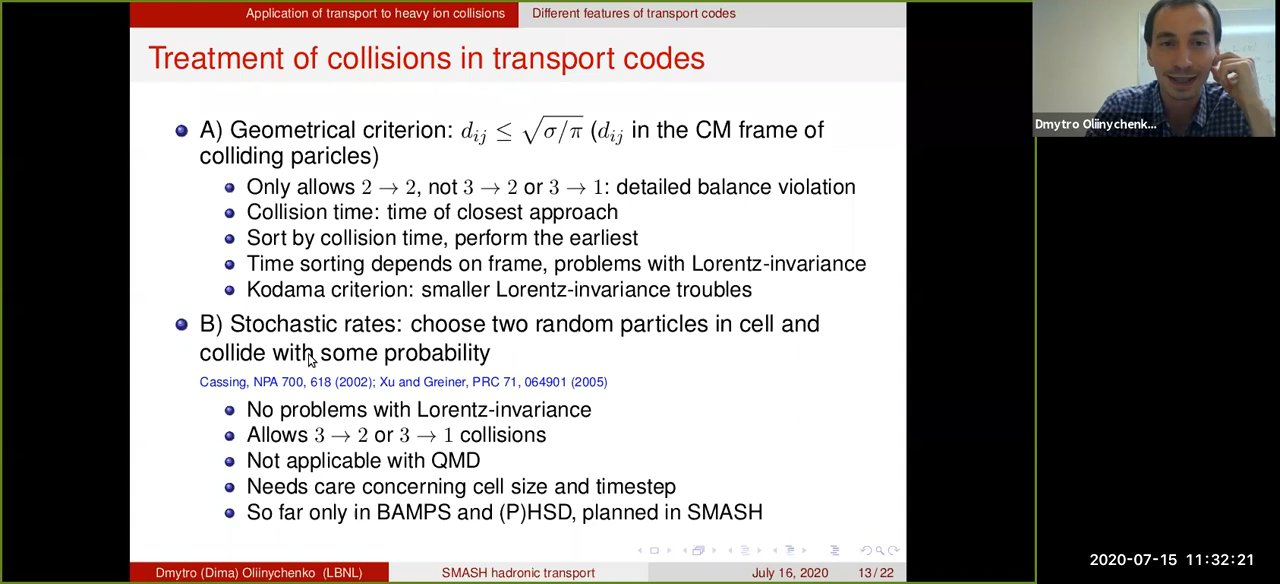 Application of transport to heavy ion collisions Different features of transport codes
Treatment of collisions in transport codes
A) Geometrical criterion: d_ij ≤ √σ/π (d_ij in the CM frame of
colliding paricles)
Only allows 2 → 2, not 3 → 2 or 3 → 1: detailed balance violation
Collision time: time of closest approach
Sort by collision time, perform the earliest
Time sorting depends on frame, problems with Lorentz-invariance
Kodama criterion: smaller Lorentz-invariance troubles
B) Stochastic rates: choose two random particles in cell and
collide with some probability
Cassing, NPA 700, 618 (2002); Xu and Greiner, PRC 71, 064901 (2005)
No problems with Lorentz-invariance
Allows 3 → 2 or 3 → 1 collisions
Not applicable with QMD
Needs care concerning cell size and timestep
So far only in BAMPS and (P)HSD, planned in SMASH
Dmytro (Dima) Oliinychenko (LBNL) SMASH hadronic transport July 16, 2020 13/22
Dmytro Oliinychenk...
2020-07-15 11:32:21